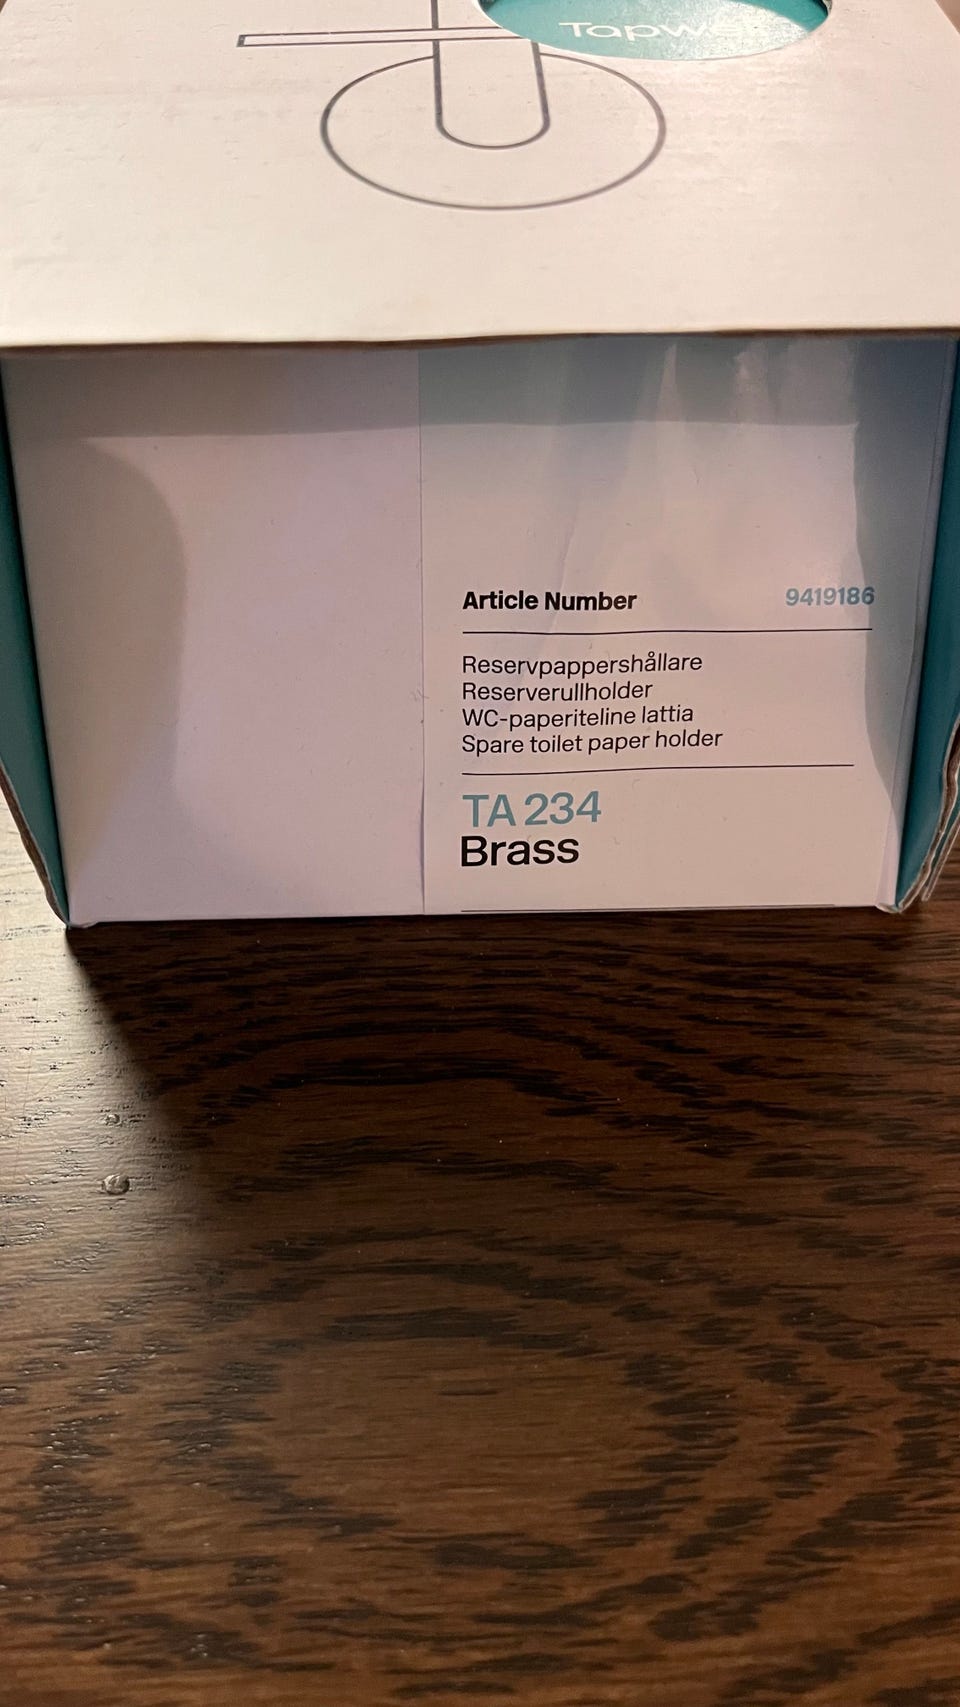 Article Number 9419186
Reservpappershållare
Reserverullholder
WC-paperiteline lattia
Spare toilet paper holder
TA 234
Brass